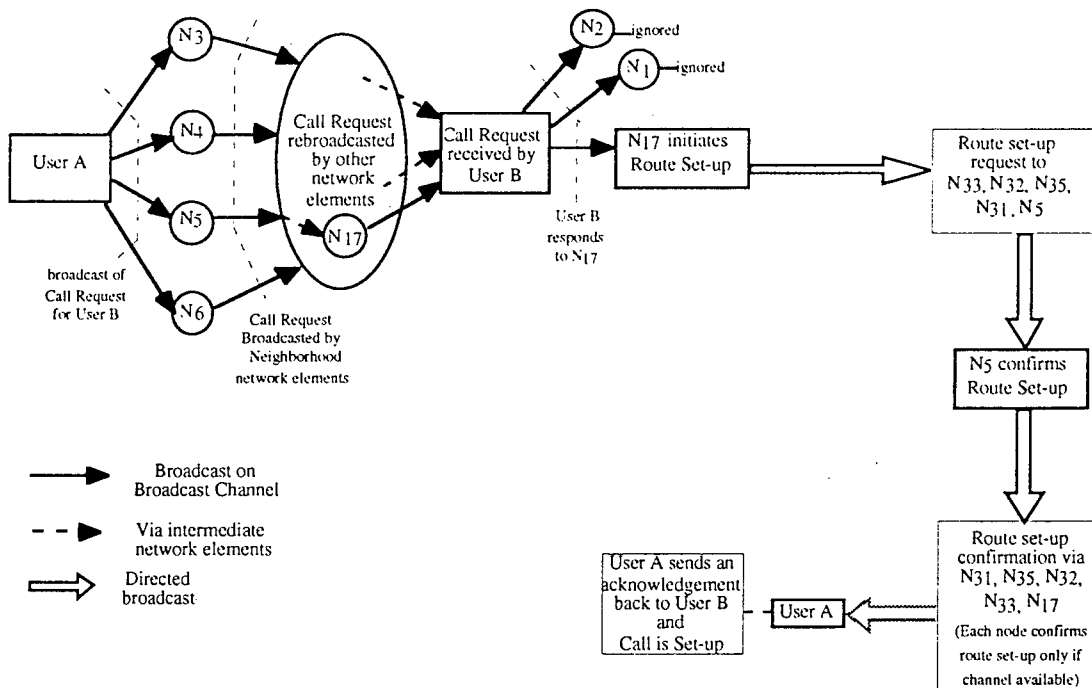 N3
N4
N5
N6
User A
broadcast of
Call Request
for User B
Call Request
Broadcasted by
Neighborhood
network elements
Call Request
rebroadcasted
by other
network
elements
N17
Call Request
received by
User B
N2
ignored
N1
ignored
User B
responds
to N17
N17 initiates
Route Set-up
Route set-up
request to
N33, N32, N35,
N31, N5
N5 confirms
Route Set-up
Route set-up
confirmation via
N31, N35, N32,
N33, N17
(Each node confirms
route set-up only if
channel available)
User A
User A sends an
acknowledgement
back to User B
and
Call is Set-up
Broadcast on
Broadcast Channel
Via intermediate
network elements
Directed
broadcast